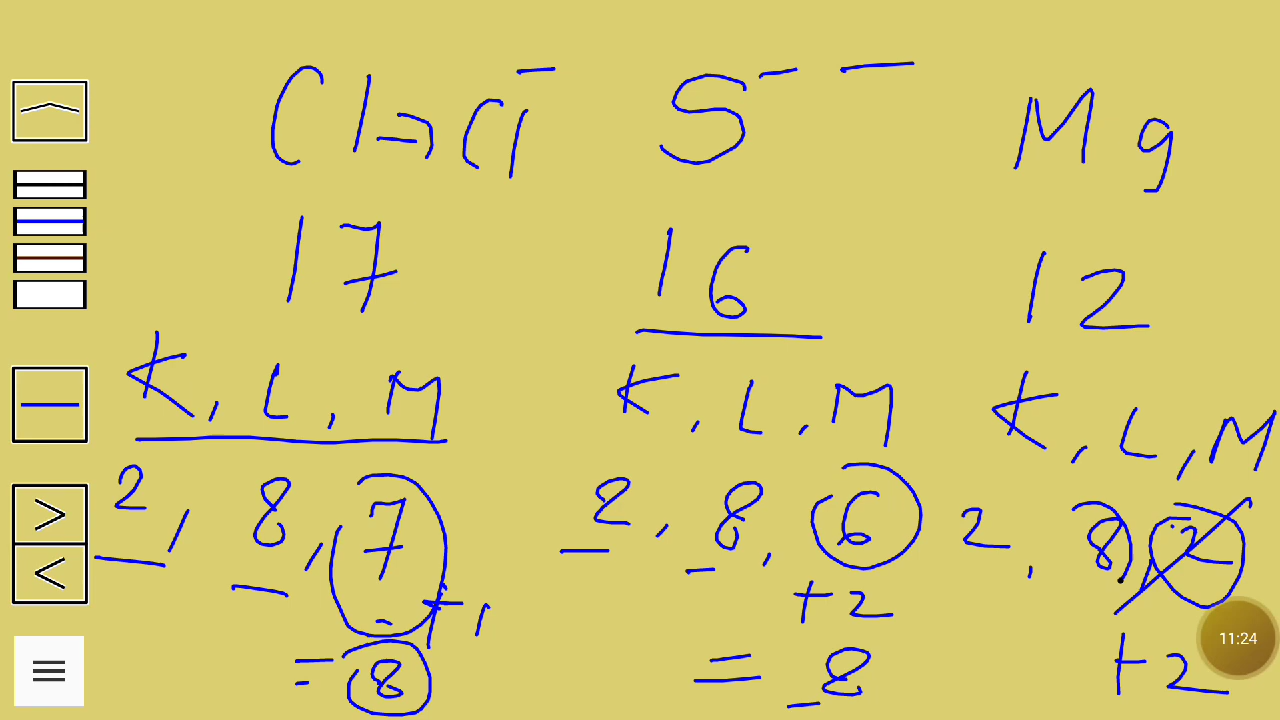 Cl => Cl⁻ S⁻ ⁻ Mg
17 16 12
K, L, M K, L, M K, L, M
2, 8, 7 2, 8, 6 2, 8, 2
+1 +2
= 8 = 8 +2
11:24